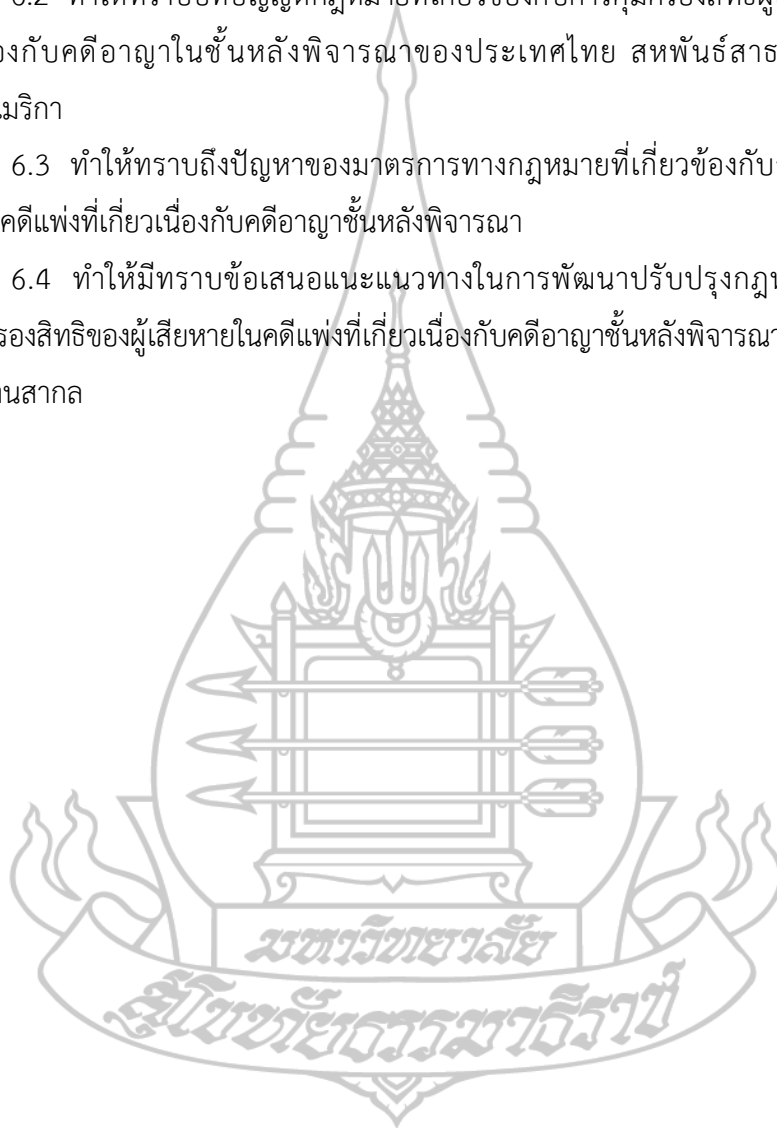 6.2 ทำให้ทราบบทบัญญัติกฎหมายที่เกี่ยวข้องกับการคุ้มครองสิทธิผู้
องกับคดีอาญาในชั้นหลังพิจารณาของประเทศไทย สหพันธ์สาธ
มริกา
6.3 ทำให้ทราบถึงปัญหาของมาตรการทางกฎหมายที่เกี่ยวข้องกับ
คดีแพ่งที่เกี่ยวเนื่องกับคดีอาญาชั้นหลังพิจารณา
6.4 ทำให้มีทราบข้อเสนอแนะแนวทางในการพัฒนาปรับปรุงกฎ
รองสิทธิของผู้เสียหายในคดีแพ่งที่เกี่ยวเนื่องกับคดีอาญาชั้นหลังพิจารณา
านสากล
มหาวิทยาลัย
สุโขทัยธรรมาธิราช